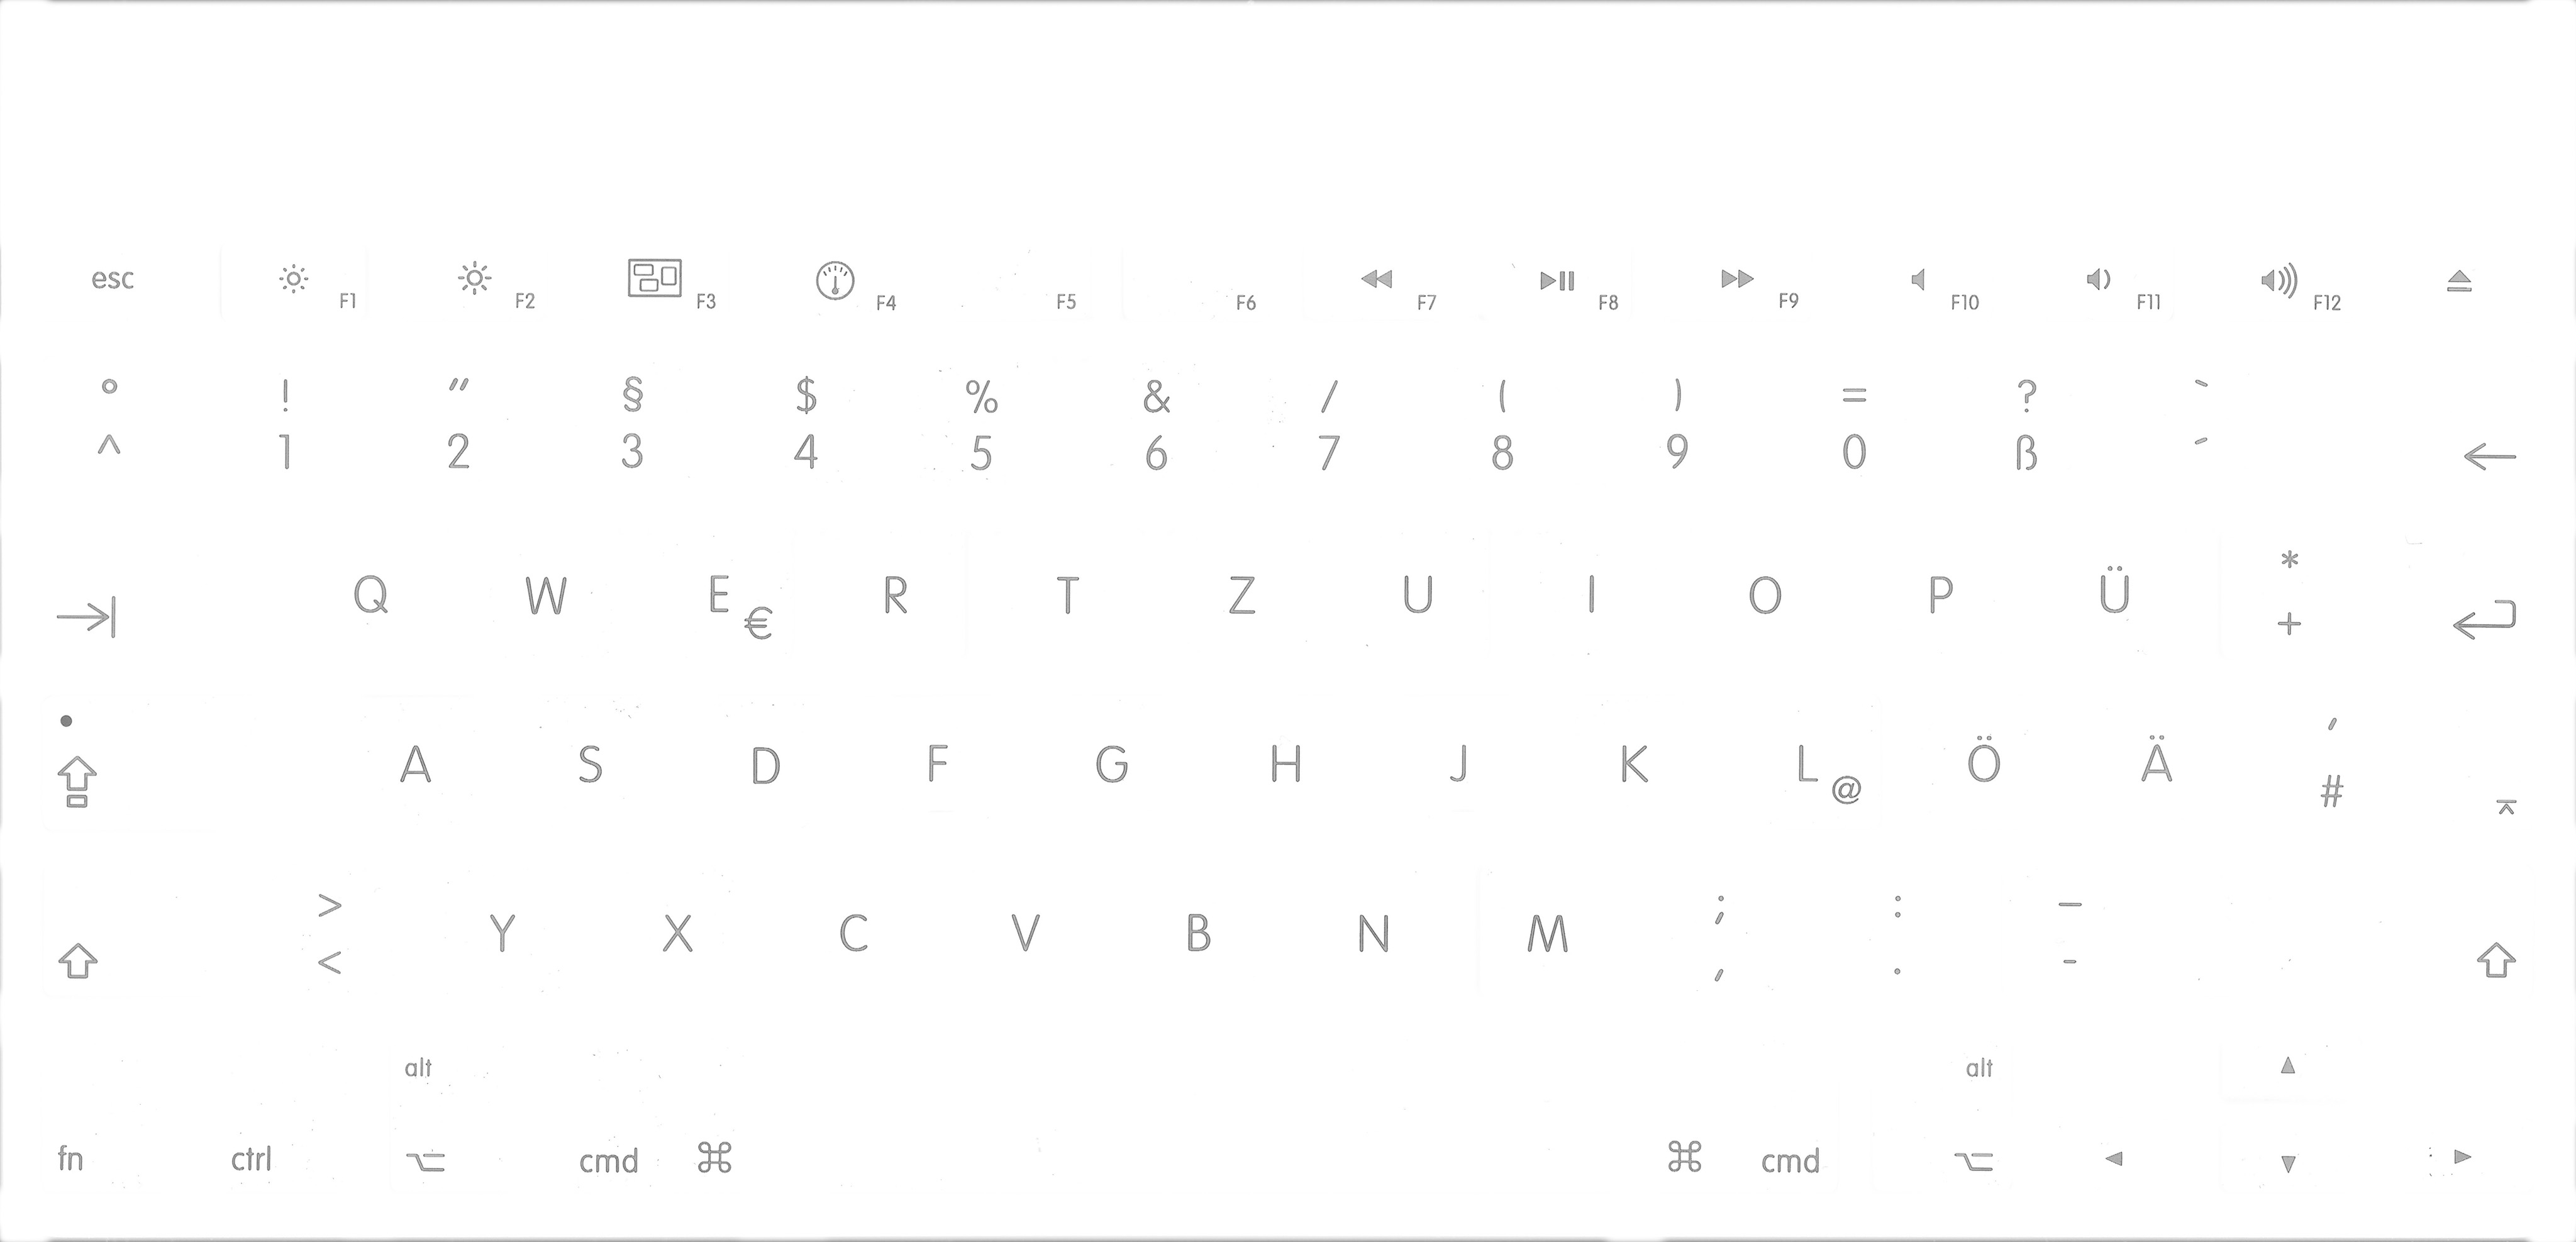 esc F1 F2 F3 F4 F5 F6 F7 F8 F9 F10 F11 F12
° ! " § $ % & / ( ) = ? `
^ 1 2 3 4 5 6 7 8 9 0 ß ´
Q W E € R T Z U I O P Ü * +
A S D F G H J K L @ Ö Ä ' #
> < Y X C V B N M ; , : . _ -
alt alt
fn ctrl ⌥ cmd ⌘ ⌘ cmd ⌥